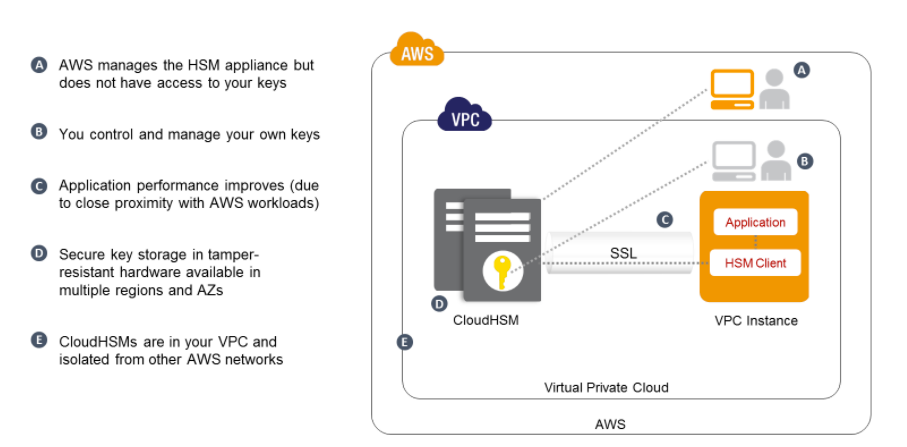 A AWS manages the HSM appliance but
does not have access to your keys
B You control and manage your own keys
C Application performance improves (due
to close proximity with AWS workloads)
D Secure key storage in tamper-
resistant hardware available in
multiple regions and AZs
E CloudHSMs are in your VPC and
isolated from other AWS networks
AWS
A
VPC
B
C
Application
SSL
HSM Client
D
CloudHSM
VPC Instance
E
Virtual Private Cloud
AWS